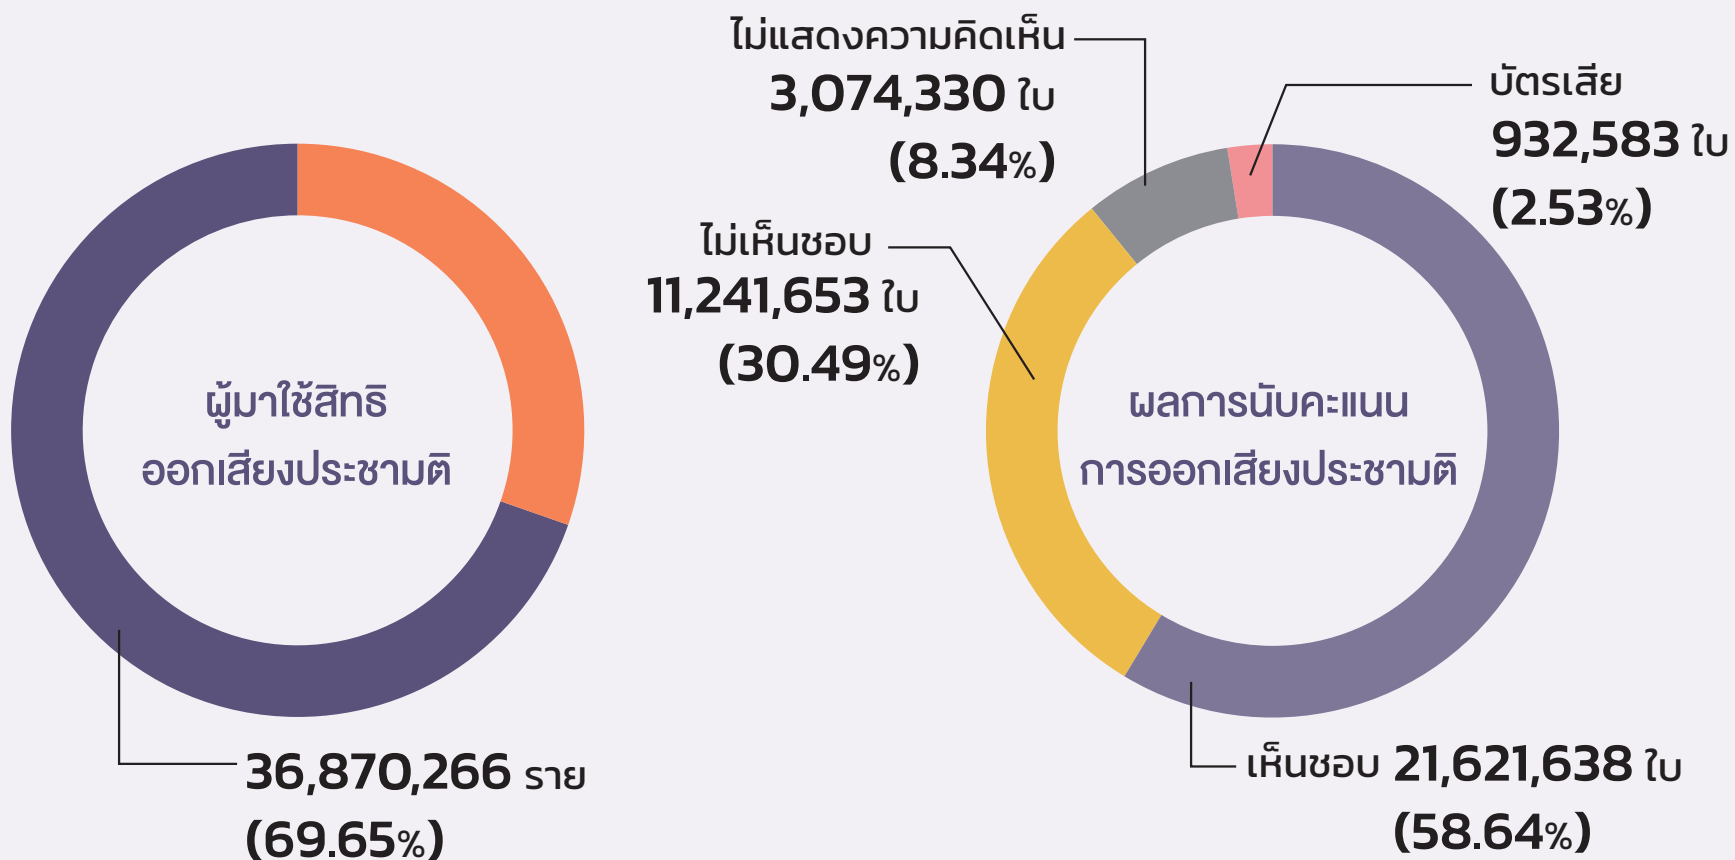 ผู้มาใช้สิทธิ
ออกเสียงประชามติ
36,870,266 ราย
(69.65%)
ไม่แสดงความคิดเห็น
3,074,330 ใบ
(8.34%)
บัตรเสีย
932,583 ใบ
(2.53%)
ไม่เห็นชอบ
11,241,653 ใบ
(30.49%)
ผลการนับคะแนน
การออกเสียงประชามติ
เห็นชอบ 21,621,638 ใบ
(58.64%)